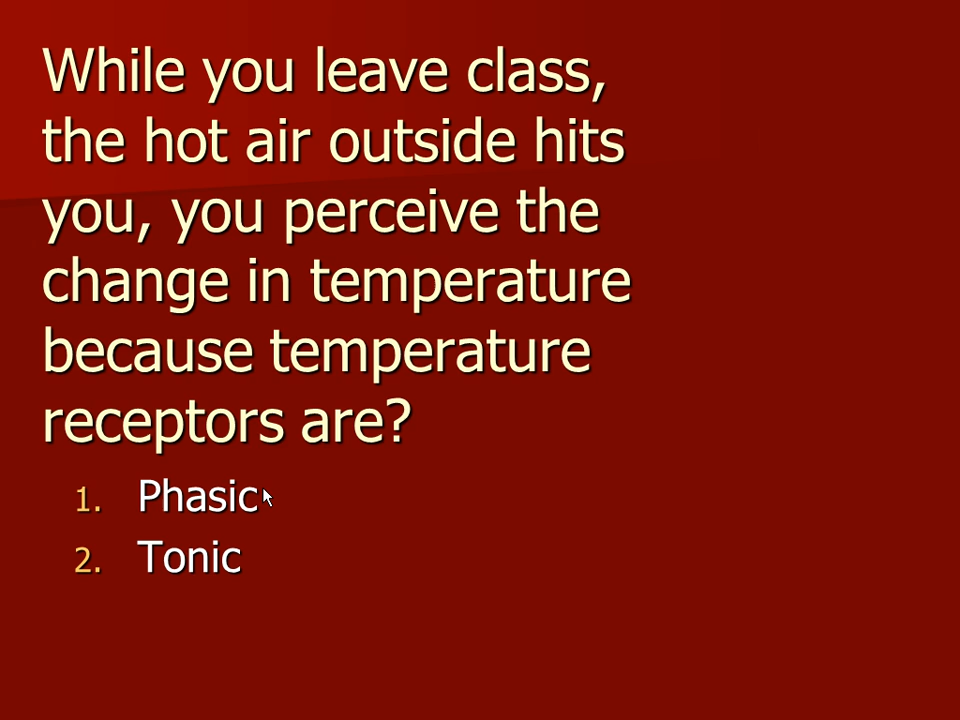 While you leave class,
the hot air outside hits
you, you perceive the
change in temperature
because temperature
receptors are?
1. Phasic
2. Tonic